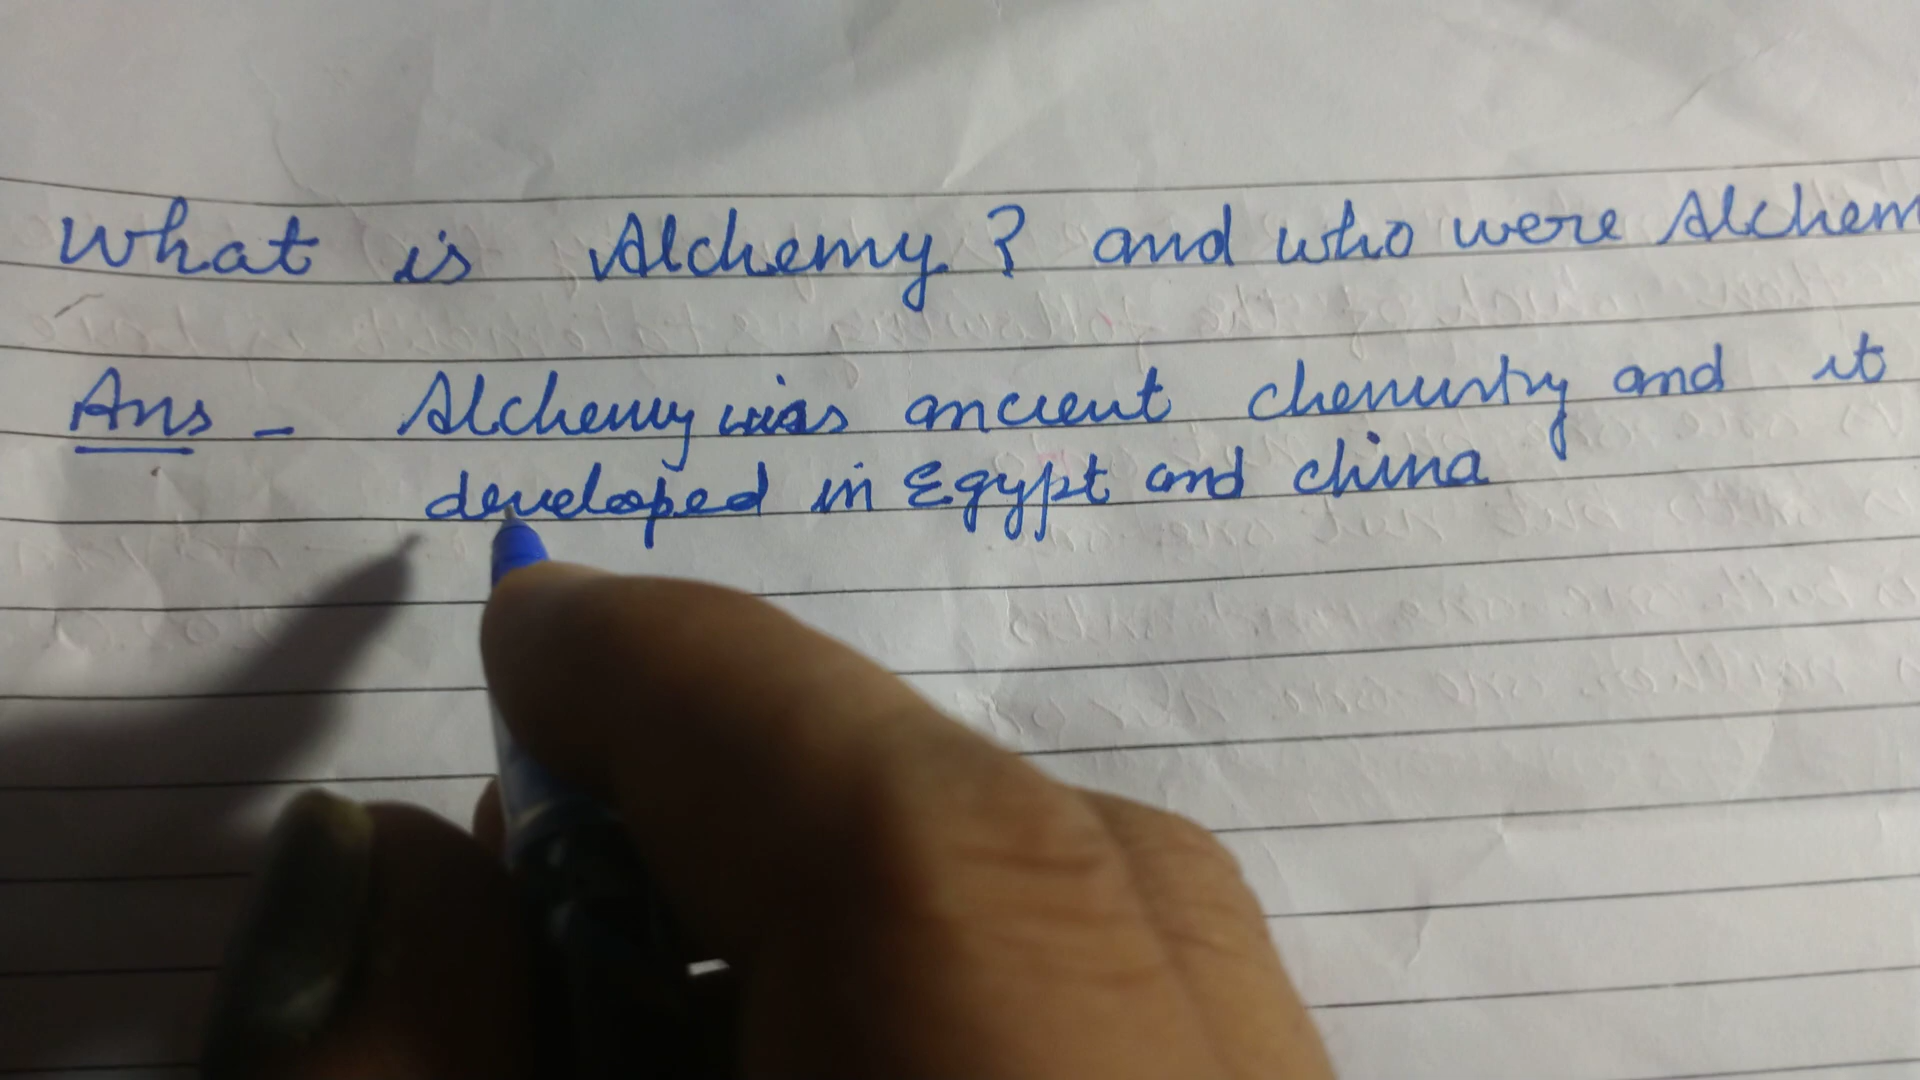 What is Alchemy? and who were Alchem
Ans - Alchemy was ancient chemistry and it
developed in Egypt and china